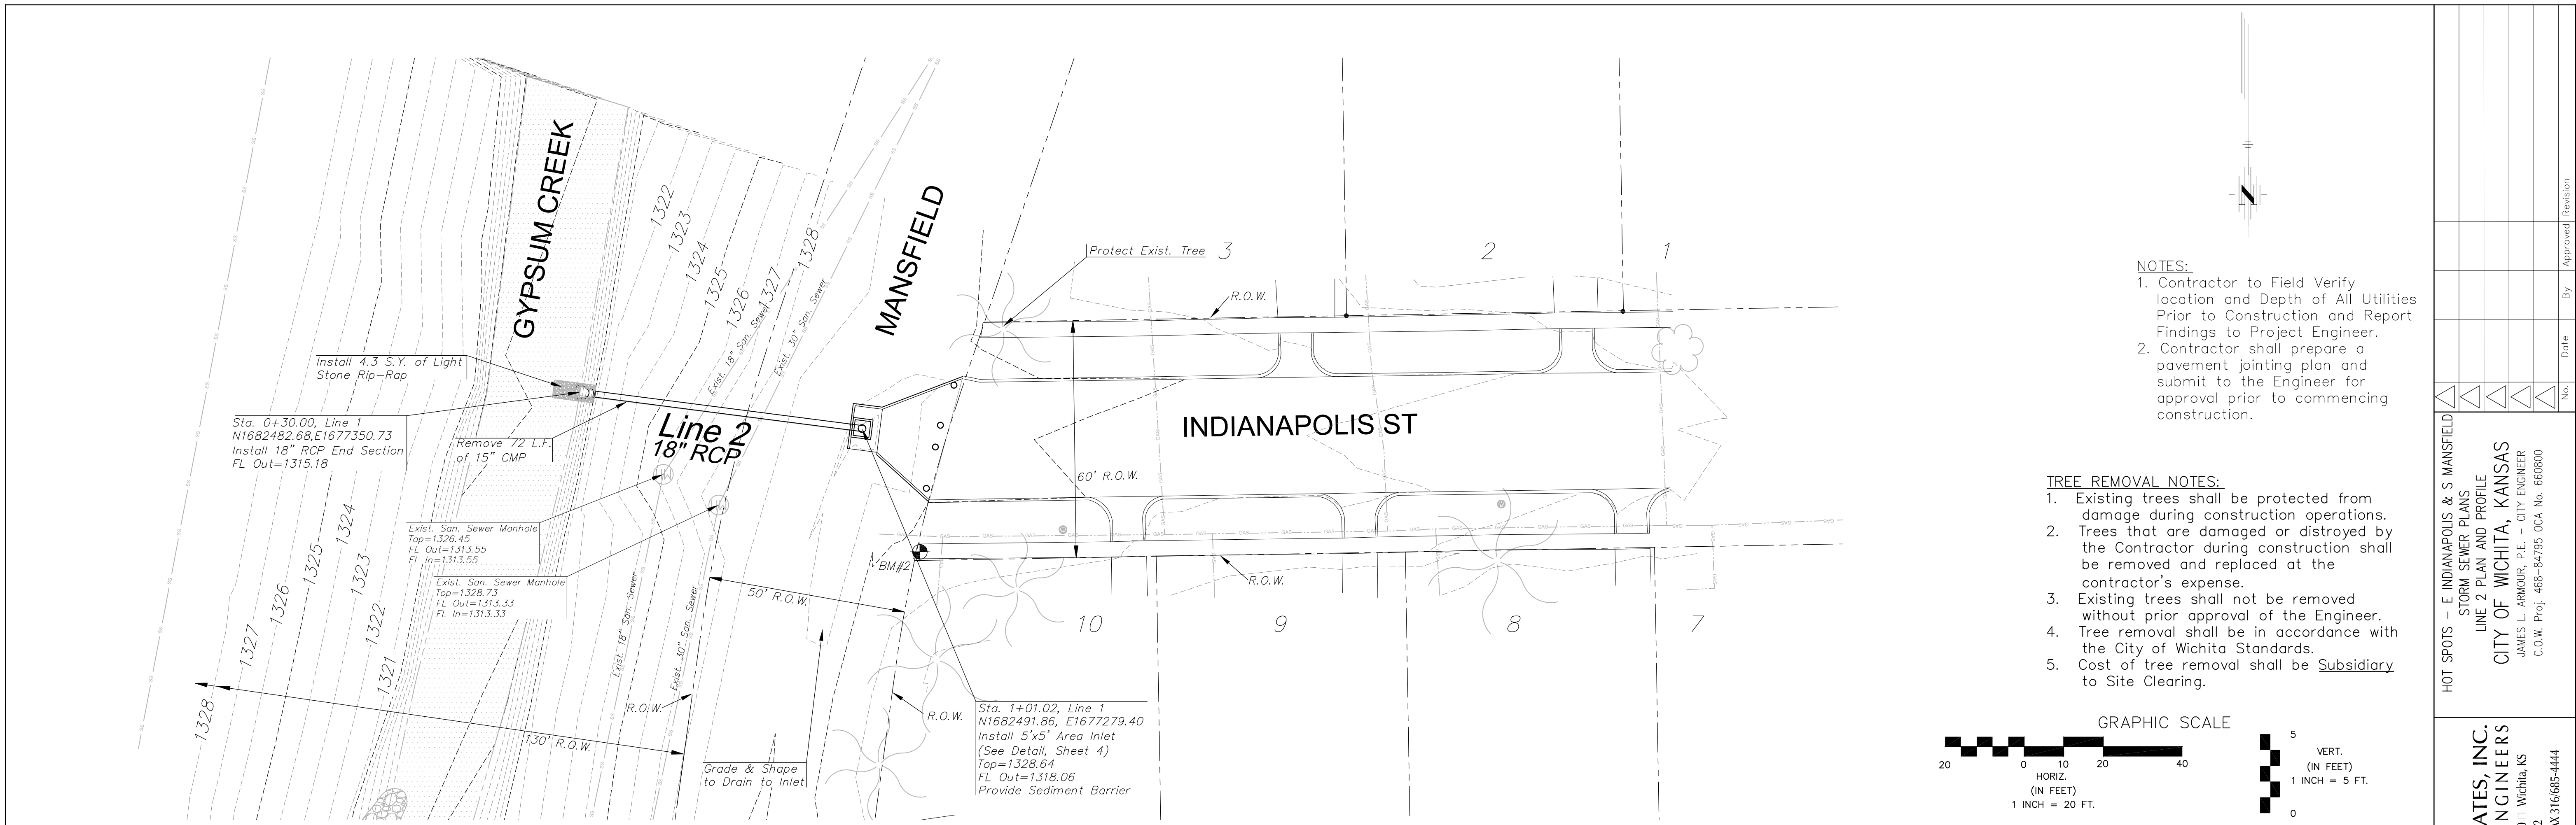 GYPSUM CREEK
MANSFIELD
INDIANAPOLIS ST
Line 2
18" RCP
1322
1323
1324
1325
1326
1327
1328
Exist. 18" San. Sewer
Exist. 30" San. Sewer
Install 4.3 S.Y. of Light
Stone Rip-Rap
Sta. 0+30.00, Line 1
N1682482.68,E1677350.73
Install 18" RCP End Section
FL Out=1315.18
Remove 72 L.F.
of 15" CMP
Exist. San. Sewer Manhole
Top=1326.45
FL Out=1313.55
FL In=1313.55
Exist. San. Sewer Manhole
Top=1328.73
FL Out=1313.33
FL In=1313.33
1328
1327
1326
1325
1324
1323
1322
1321
Exist. 18" San. Sewer
Exist. 30" San. Sewer
130' R.O.W.
R.O.W.
50' R.O.W.
R.O.W.
Grade & Shape
to Drain to Inlet
BM#2
Sta. 1+01.02, Line 1
N1682491.86, E1677279.40
Install 5'x5' Area Inlet
(See Detail, Sheet 4)
Top=1328.64
FL Out=1318.06
Provide Sediment Barrier
Protect Exist. Tree
3
2
1
R.O.W.
60' R.O.W.
R.O.W.
10
9
8
7
N
NOTES:
1. Contractor to Field Verify
location and Depth of All Utilities
Prior to Construction and Report
Findings to Project Engineer.
2. Contractor shall prepare a
pavement jointing plan and
submit to the Engineer for
approval prior to commencing
construction.
TREE REMOVAL NOTES:
1. Existing trees shall be protected from
damage during construction operations.
2. Trees that are damaged or distroyed by
the Contractor during construction shall
be removed and replaced at the
contractor's expense.
3. Existing trees shall not be removed
without prior approval of the Engineer.
4. Tree removal shall be in accordance with
the City of Wichita Standards.
5. Cost of tree removal shall be Subsidiary
to Site Clearing.
GRAPHIC SCALE
20 0 10 20 40
HORIZ.
(IN FEET)
1 INCH = 20 FT.
5
VERT.
(IN FEET)
1 INCH = 5 FT.
0
No. Date By Approved Revision
HOT SPOTS - E INDIANAPOLIS & S MANSFIELD
STORM SEWER PLANS
LINE 2 PLAN AND PROFILE
CITY OF WICHITA, KANSAS
JAMES L ARMOUR, P.E. - CITY ENGINEER
C.O.W. Proj. 468-84795 OCA No. 660800
ATES, INC.
NGINEERS
Wichita, KS
2
AX 316/685-4444